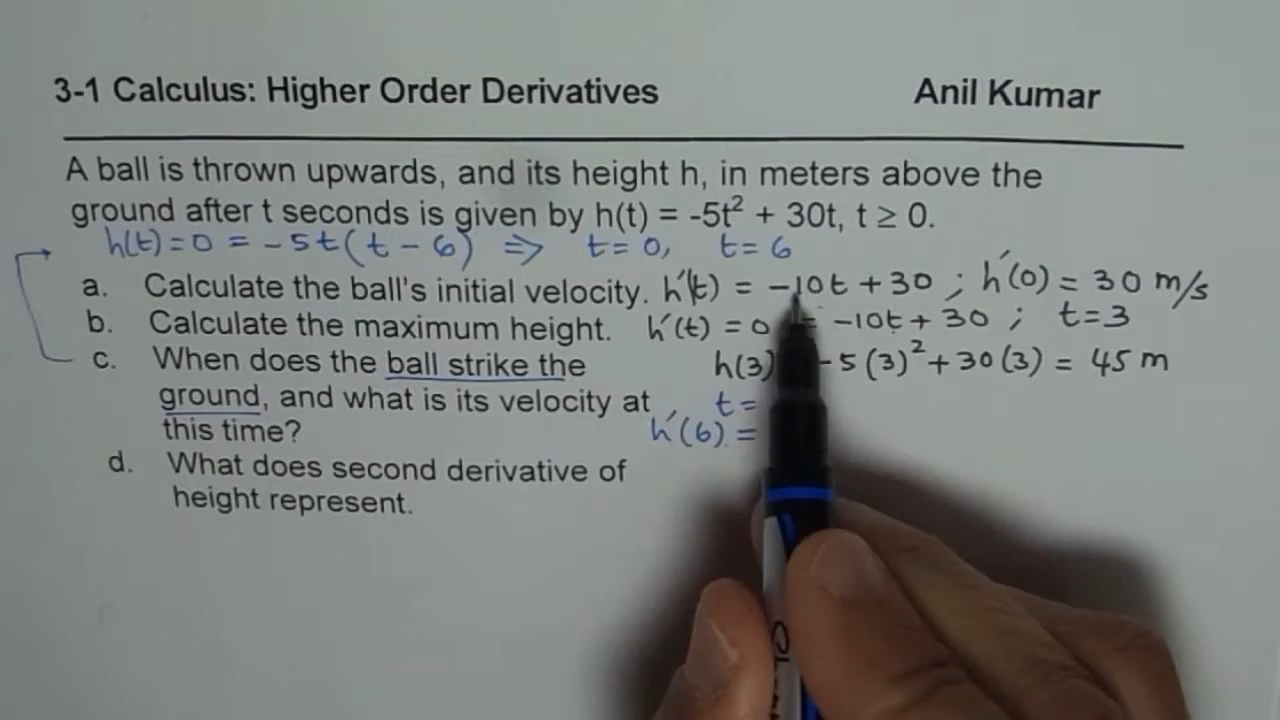 3-1 Calculus: Higher Order Derivatives Anil Kumar
A ball is thrown upwards, and its height h, in meters above the
ground after t seconds is given by h(t) = -5t² + 30t, t ≥ 0.
h(t) = 0 = -5t(t - 6) ⇒ t = 0, t = 6
a. Calculate the ball's initial velocity. h'(t) = -10t + 30 ; h'(0) = 30 m/s
b. Calculate the maximum height. h'(t) = 0 = -10t + 30 ; t = 3
c. When does the ball strike the h(3) -5(3)² + 30(3) = 45 m
ground, and what is its velocity at , t =
this time? h'(6) =
d. What does second derivative of
height represent.